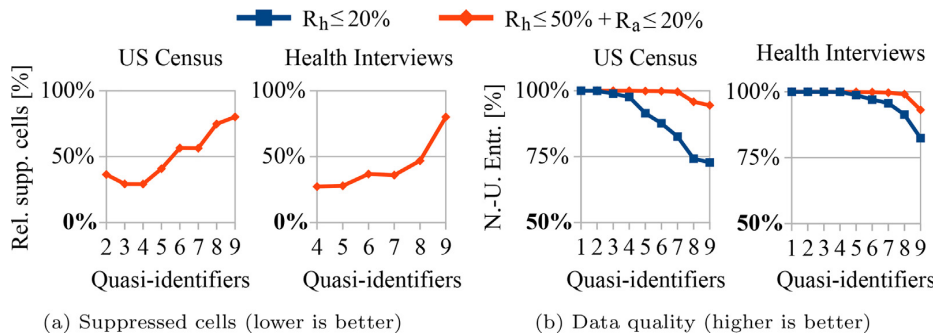 R_h ≤ 20% R_h ≤ 50% + R_a ≤ 20%
US Census Health Interviews
Rel. supp. cells [%]
100%
50%
0%
2 3 4 5 6 7 8 9
Quasi-identifiers
100%
50%
0%
4 5 6 7 8 9
Quasi-identifiers
(a) Suppressed cells (lower is better)
US Census Health Interviews
N.-U. Entr. [%]
100%
75%
50%
1 2 3 4 5 6 7 8 9
Quasi-identifiers
100%
75%
50%
1 2 3 4 5 6 7 8 9
Quasi-identifiers
(b) Data quality (higher is better)